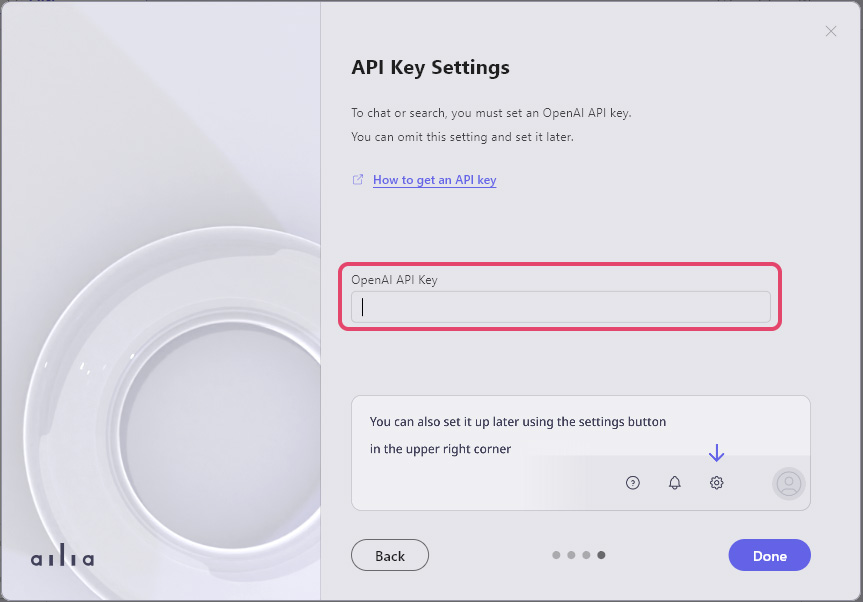 API Key Settings
To chat or search, you must set an OpenAI API key.
You can omit this setting and set it later.
How to get an API key
OpenAI API Key
You can also set it up later using the settings button
in the upper right corner
?
ailia
Back
Done